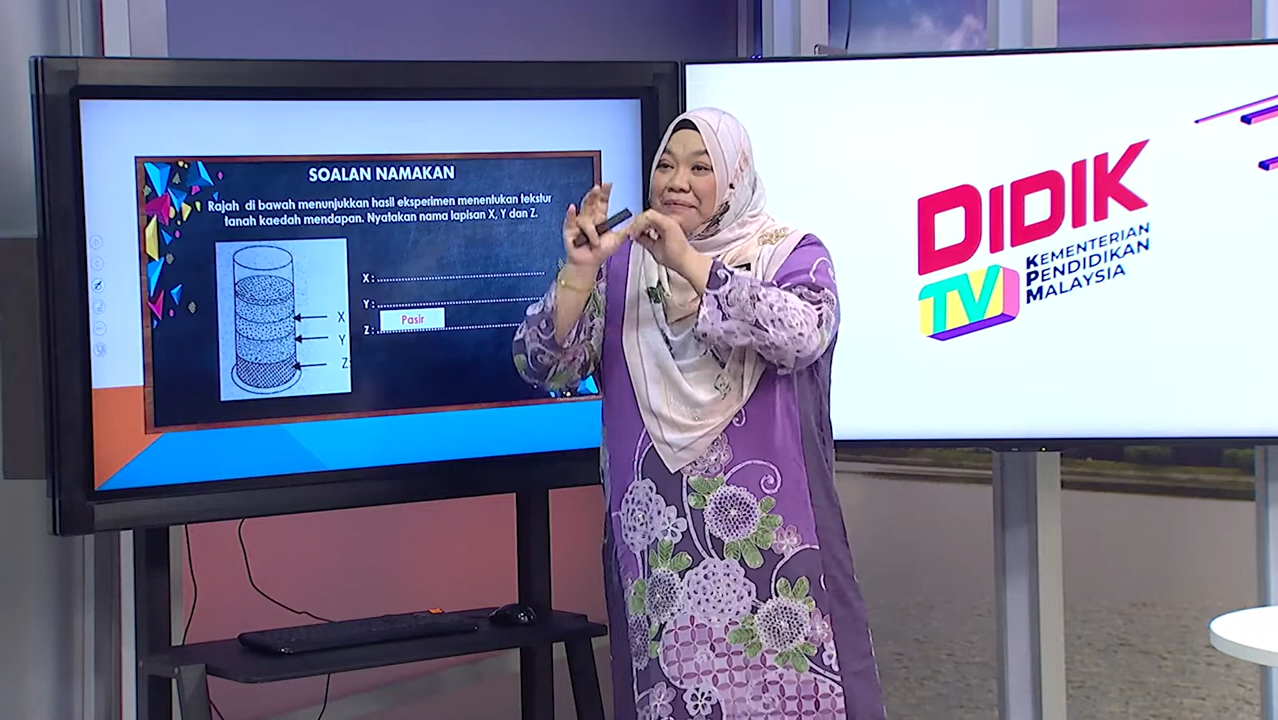 SOALAN NAMAKAN
Rajah di bawah menunjukkan hasil eksperimen menentukan tekstur
tanah kaedah mendapan. Nyatakan nama lapisan X, Y dan Z.
X
Y
Z
X :
Y :
Z :
Pasir
DIDIK
TV
KEMENTERIAN
PENDIDIKAN
MALAYSIA